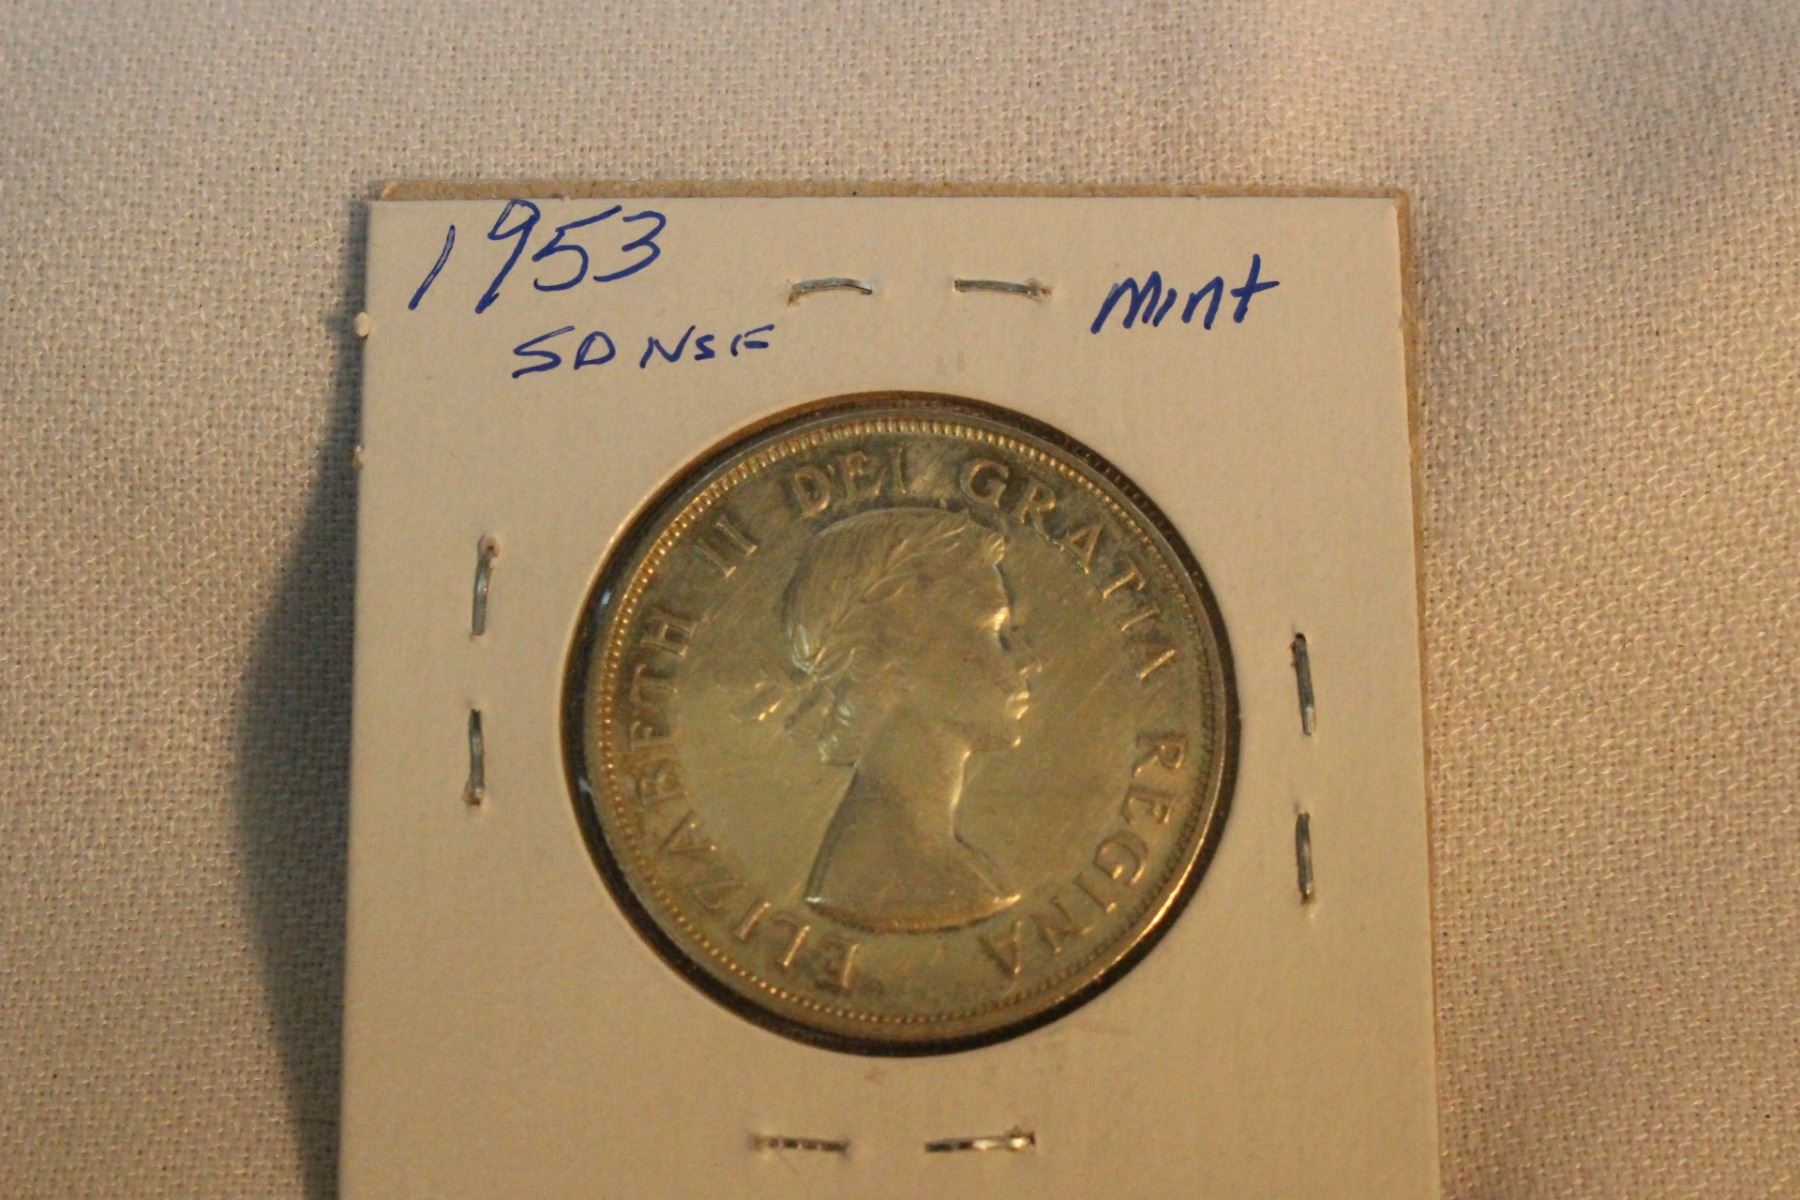 1953
Mint
SD NSF
ELIZABETH II DEI GRATIA REGINA